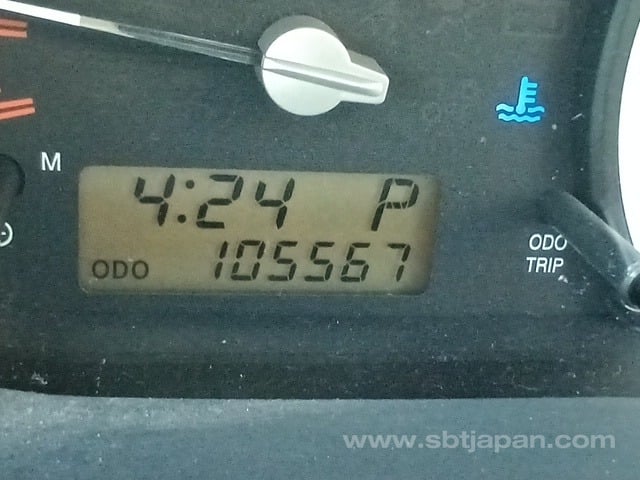 M
4:24 P
ODO 105567
ODO
TRIP
www.sbtjapan.com